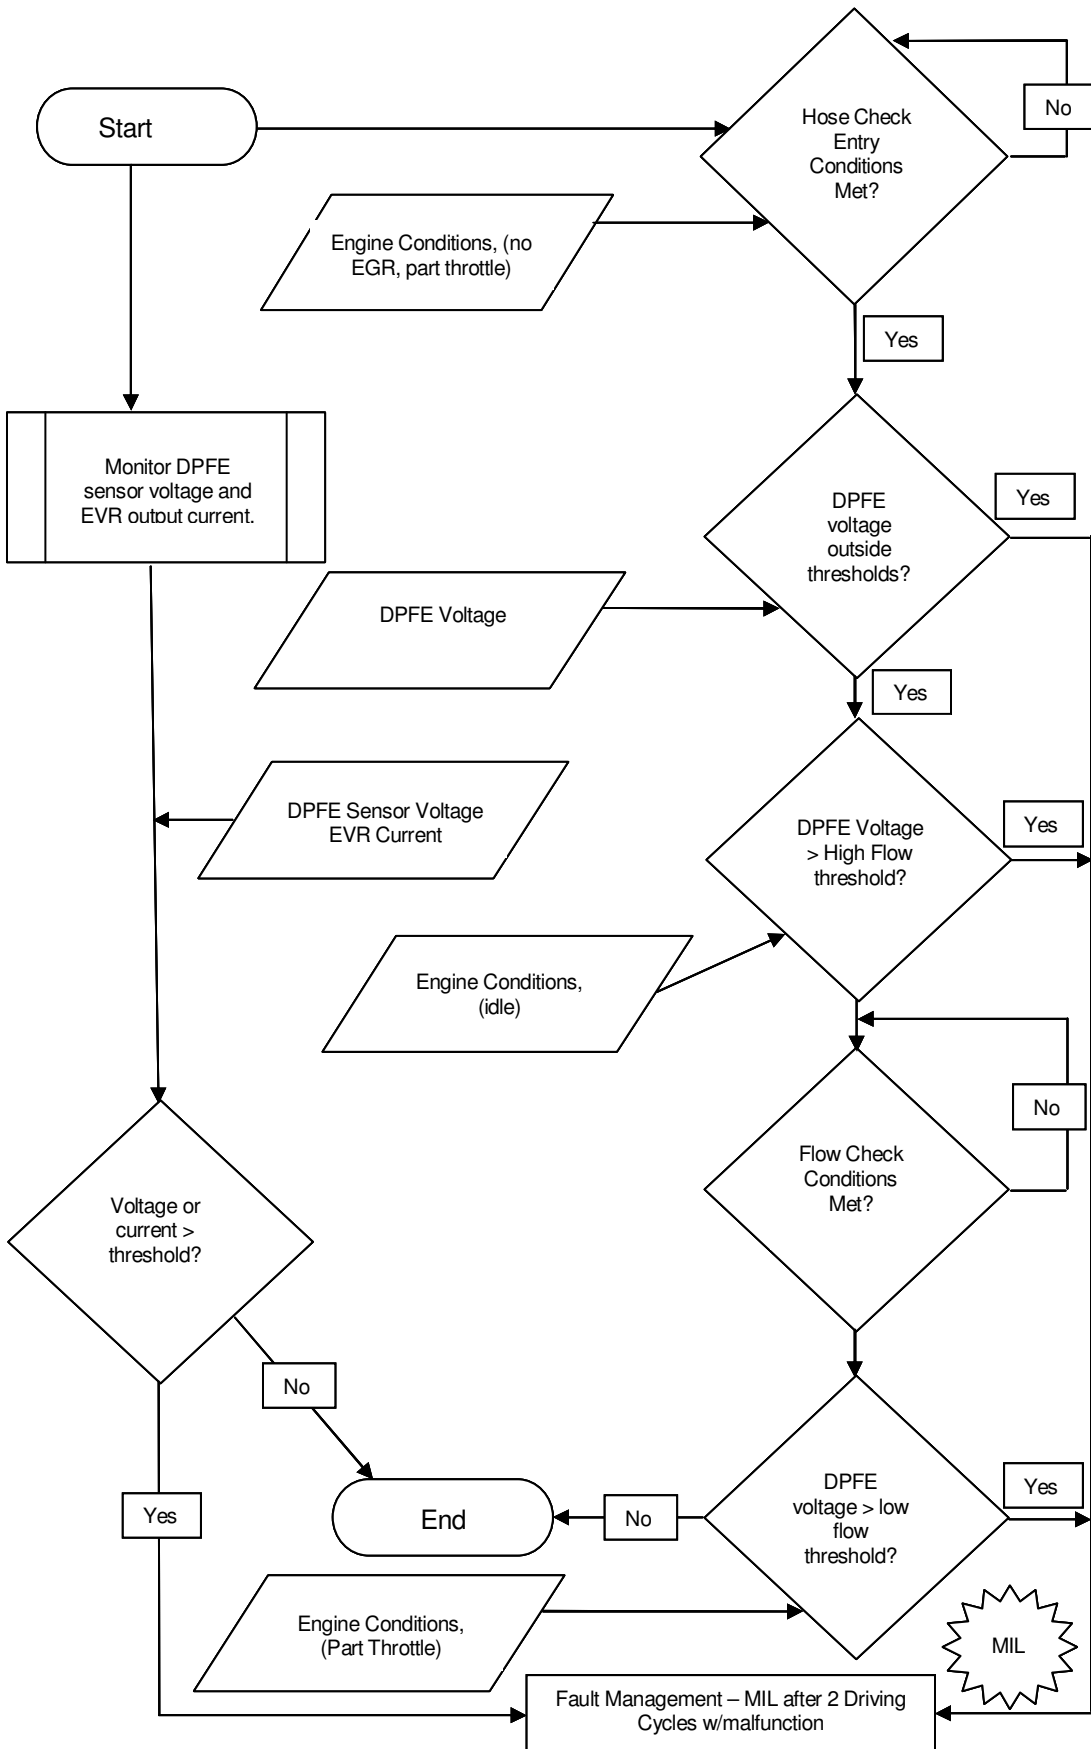 Start
Hose Check
Entry
Conditions
Met?
No
Engine Conditions, (no
EGR, part throttle)
Yes
Monitor DPFE
sensor voltage and
EVR output current.
DPFE
voltage
outside
thresholds?
Yes
DPFE Voltage
Yes
DPFE Sensor Voltage
EVR Current
DPFE Voltage
> High Flow
threshold?
Yes
Engine Conditions,
(idle)
No
Flow Check
Conditions
Met?
Voltage or
current >
threshold?
No
Yes
End
No
DPFE
voltage > low
flow
threshold?
Yes
Engine Conditions,
(Part Throttle)
MIL
Fault Management – MIL after 2 Driving
Cycles w/malfunction